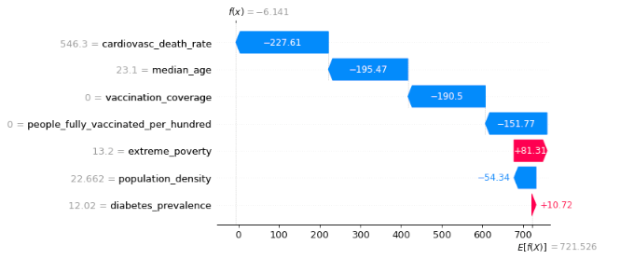 f(x) = −6.141
546.3 = cardiovasc_death_rate −227.61
23.1 = median_age −195.47
0 = vaccination_coverage −190.5
0 = people_fully_vaccinated_per_hundred −151.77
13.2 = extreme_poverty +81.31
22.662 = population_density −54.34
12.02 = diabetes_prevalence +10.72
0 100 200 300 400 500 600 700
E[f(X)] = 721.526